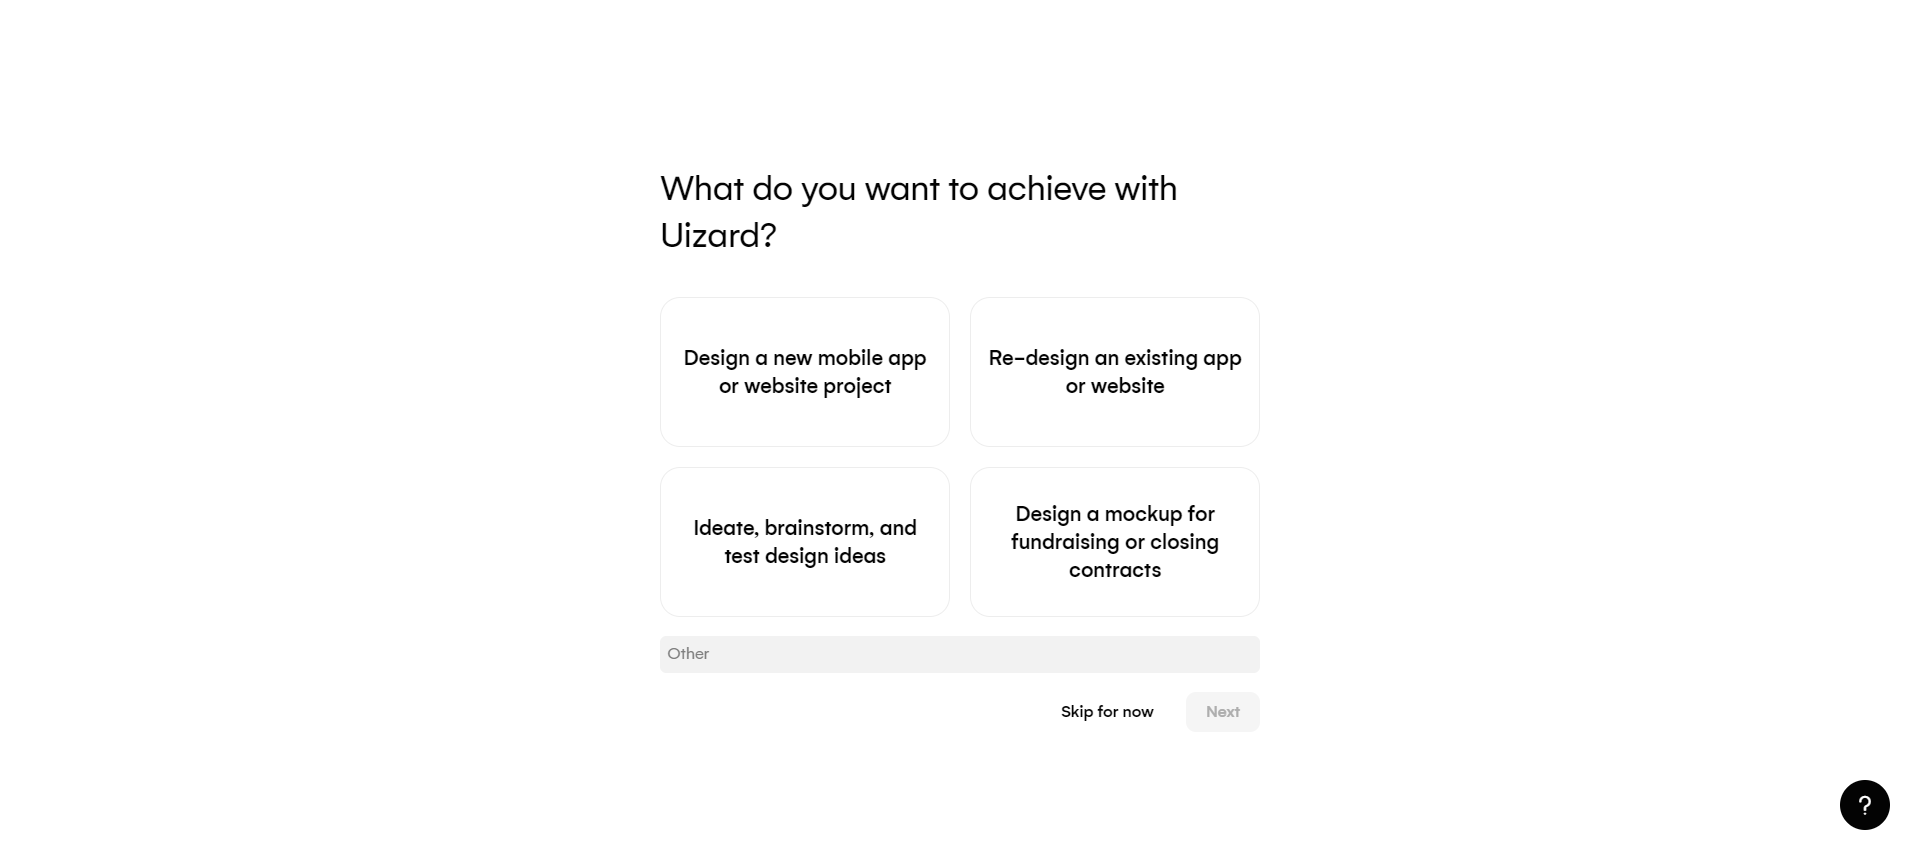 What do you want to achieve with
Uizard?
Design a new mobile app
or website project
Re-design an existing app
or website
Ideate, brainstorm, and
test design ideas
Design a mockup for
fundraising or closing
contracts
Other
Skip for now
Next
?